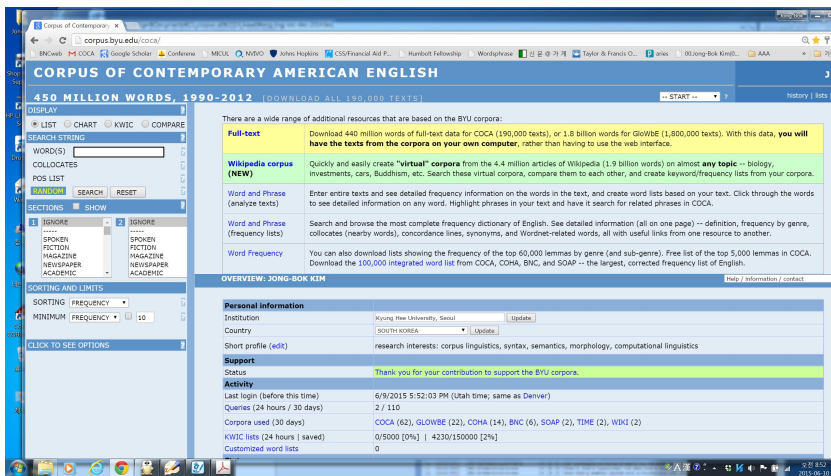 Corpus of Contemporary
corpus.byu.edu/coca/
BNCweb M COCA Google Scholar Conferene MICUL NVIVO Johns Hopkins CSS/Financial Aid P... Humbolt Fellowship Wordsphrase Taylor & Francis O... aries 00.Jong-Bok Kim(0... AAA
CORPUS OF CONTEMPORARY AMERICAN ENGLISH
450 MILLION WORDS, 1990-2012 [DOWNLOAD ALL 190,000 TEXTS]
-- START --
history | lists
DISPLAY
LIST CHART KWIC COMPARE
SEARCH STRING
WORD(S)
COLLOCATES
POS LIST
RANDOM SEARCH RESET
SECTIONS SHOW
1 IGNORE 2 IGNORE
----- -----
SPOKEN SPOKEN
FICTION FICTION
MAGAZINE MAGAZINE
NEWSPAPER NEWSPAPER
ACADEMIC ACADEMIC
SORTING AND LIMITS
SORTING FREQUENCY
MINIMUM FREQUENCY 10
CLICK TO SEE OPTIONS
There are a wide range of additional resources that are based on the BYU corpora:
Full-text Download 440 million words of full-text data for COCA (190,000 texts), or 1.8 billion words for GloWbE (1,800,000 texts). With this data, you will
have the texts from the corpora on your own computer, rather than having to use the web interface.
Wikipedia corpus Quickly and easily create "virtual" corpora from the 4.4 million articles of Wikipedia (1.9 billion words) on almost any topic -- biology,
(NEW) investments, cars, Buddhism, etc. Search these virtual corpora, compare them to each other, and create keyword/frequency lists from your corpora.
Word and Phrase Enter entire texts and see detailed frequency information on the words in the text, and create word lists based on your text. Click through the words
(analyze texts) to see detailed information on any word. Highlight phrases in your text and have it search for related phrases in COCA.
Word and Phrase Search and browse the most complete frequency dictionary of English. See detailed information (all on one page) -- definition, frequency by genre,
(frequency lists) collocates (nearby words), concordance lines, synonyms, and Wordnet-related words, all with useful links from one resource to another.
Word Frequency You can also download lists showing the frequency of the top 60,000 lemmas by genre (and sub-genre). Free list of the top 5,000 lemmas in COCA.
Download the 100,000 integrated word list from COCA, COHA, BNC, and SOAP -- the largest, corrected frequency list of English.
OVERVIEW: JONG-BOK KIM
Help / information / contact
Personal information
Institution Kyung Hee University, Seoul Update
Country SOUTH KOREA Update
Short profile (edit) research interests: corpus linguistics, syntax, semantics, morphology, computational linguistics
Support
Status Thank you for your contribution to support the BYU corpora.
Activity
Last login (before this time) 6/9/2015 5:52:03 PM (Utah time; same as Denver)
Queries (24 hours / 30 days) 2 / 110
Corpora used (30 days) COCA (62), GLOWBE (22), COHA (14), BNC (6), SOAP (2), TIME (2), WIKI (2)
KWIC lists (24 hours | saved) 0/5000 [0%] | 4230/150000 [2%]
Customized word lists 0
오전 8:52
2015-06-10